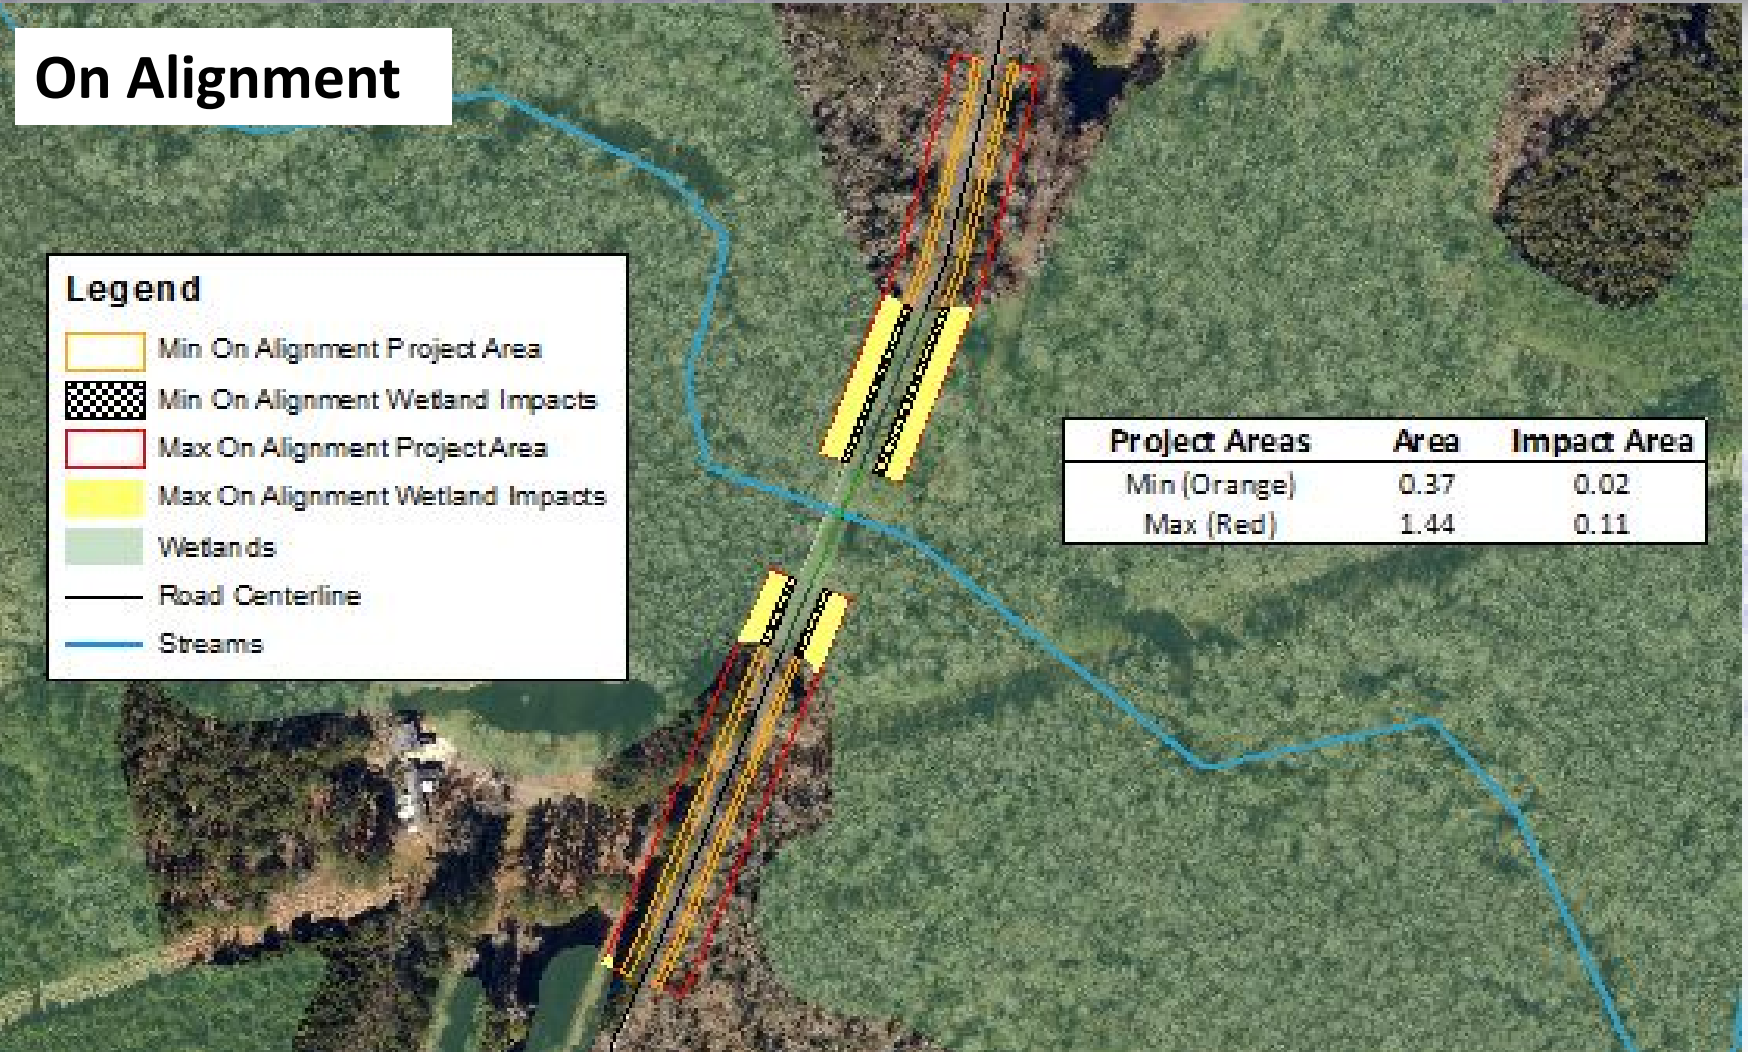 On Alignment
Legend
Min On Alignment Project Area
Min On Alignment Wetland Impacts
Max On Alignment Project Area
Max On Alignment Wetland Impacts
Wetlands
Road Centerline
Streams
Project Areas Area Impact Area
Min (Orange) 0.37 0.02
Max (Red) 1.44 0.11